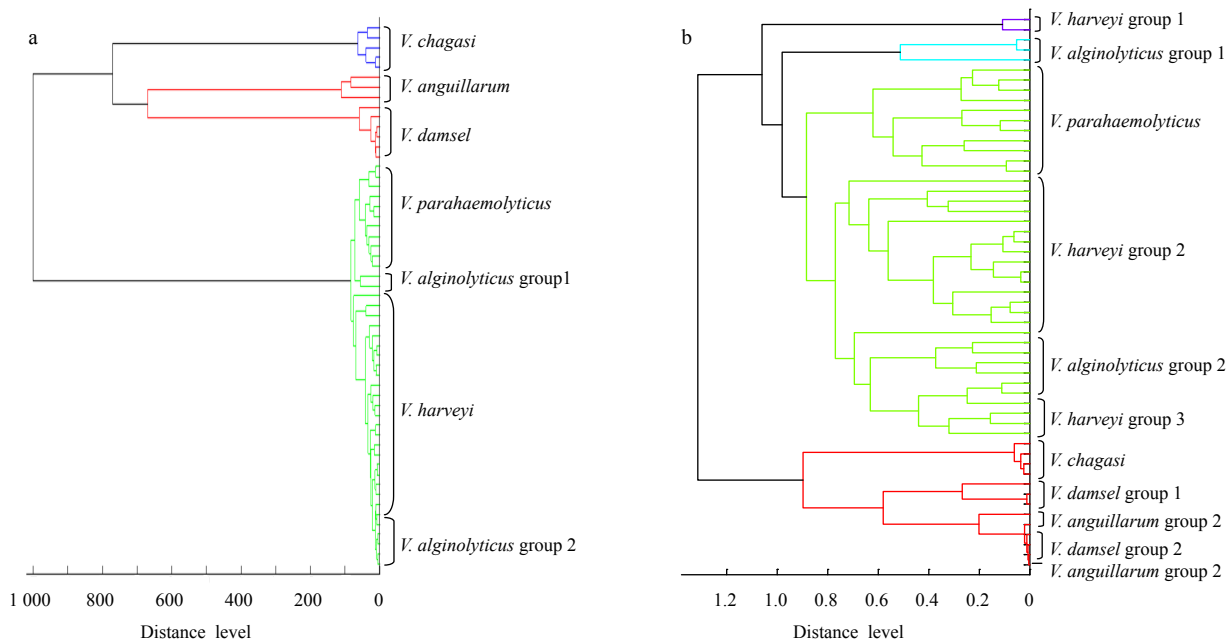 a
V. chagasi
V. anguillarum
V. damsel
V. parahaemolyticus
V. alginolyticus group1
V. harveyi
V. alginolyticus group 2
1 000 800 600 400 200 0
Distance level
b
V. harveyi group 1
V. alginolyticus group 1
V. parahaemolyticus
V. harveyi group 2
V. alginolyticus group 2
V. harveyi group 3
V. chagasi
V. damsel group 1
V. anguillarum group 2
V. damsel group 2
V. anguillarum group 2
1.2 1.0 0.8 0.6 0.4 0.2 0
Distance level